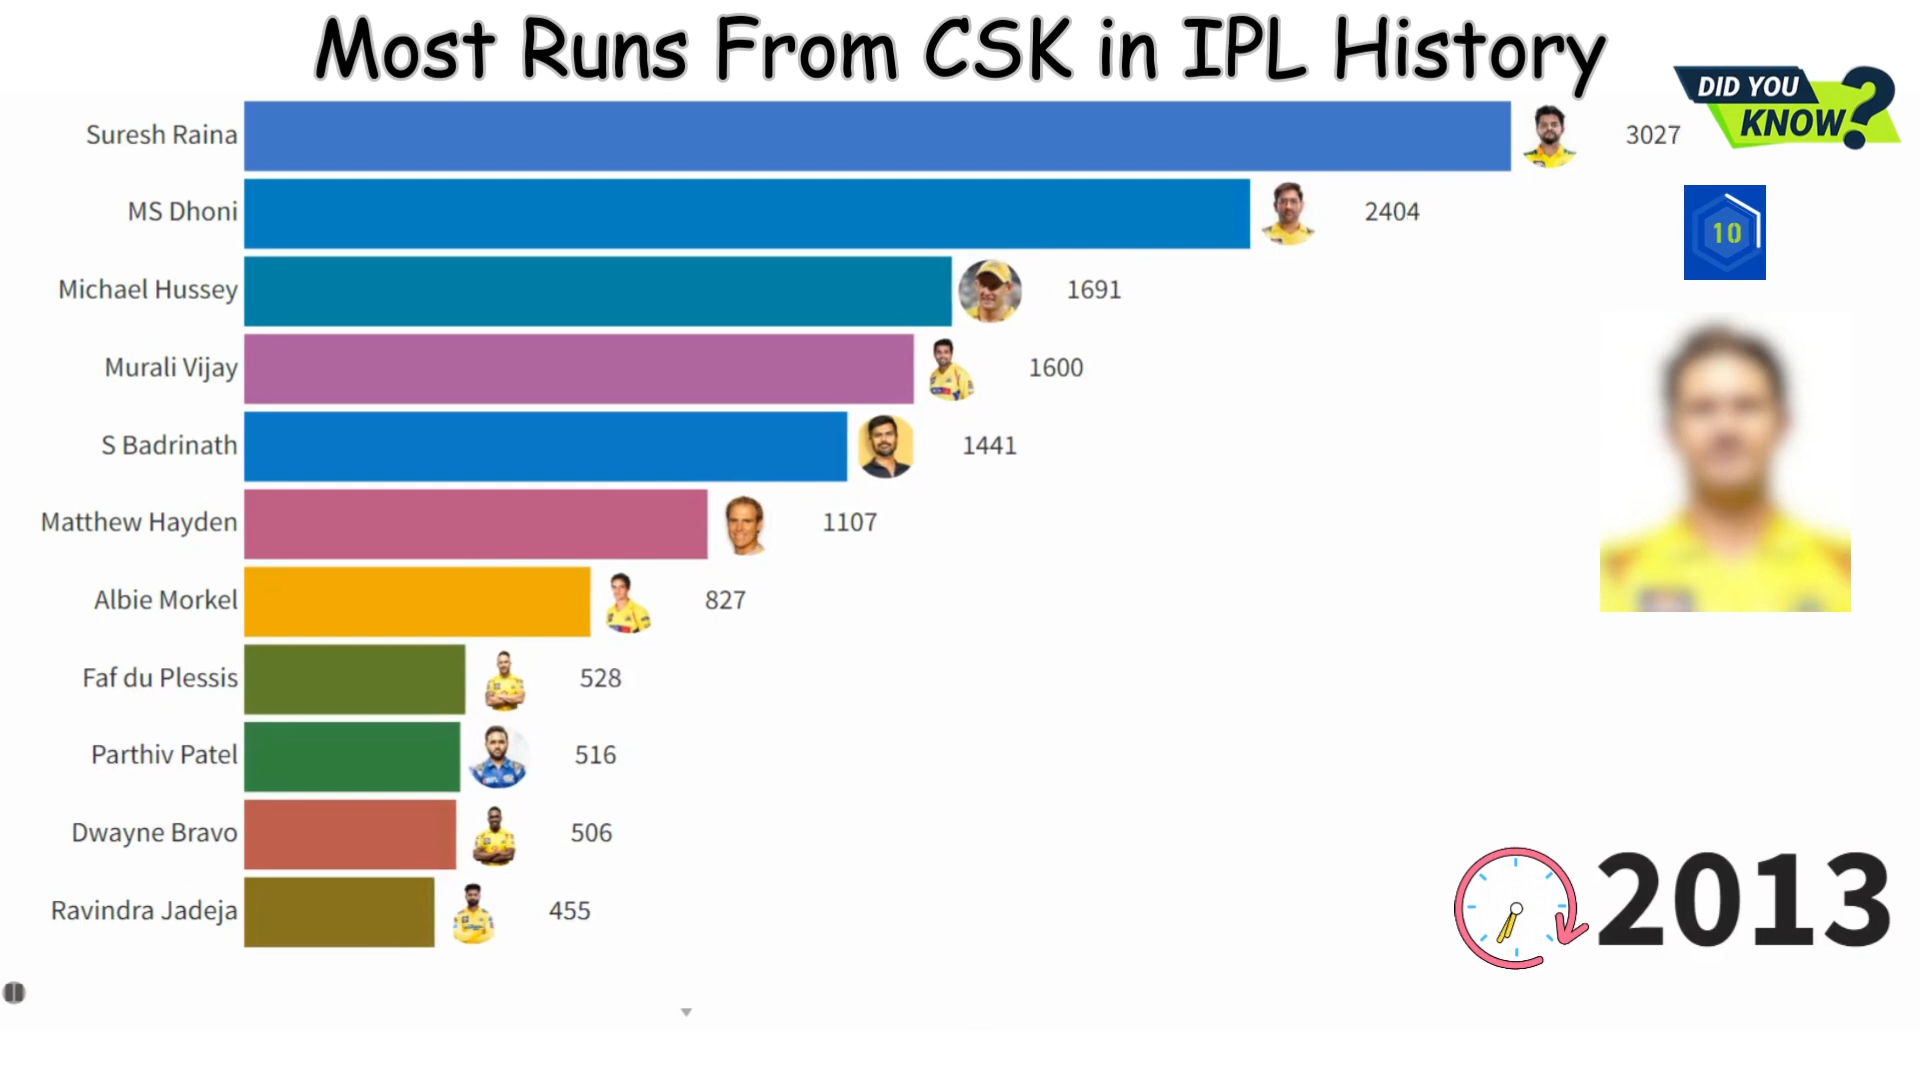 Most Runs From CSK in IPL History
DID YOU
KNOW?
Suresh Raina 3027
MS Dhoni 2404
10
Michael Hussey 1691
Murali Vijay 1600
S Badrinath 1441
Matthew Hayden 1107
Albie Morkel 827
Faf du Plessis 528
Parthiv Patel 516
Dwayne Bravo 506
Ravindra Jadeja 455
2013